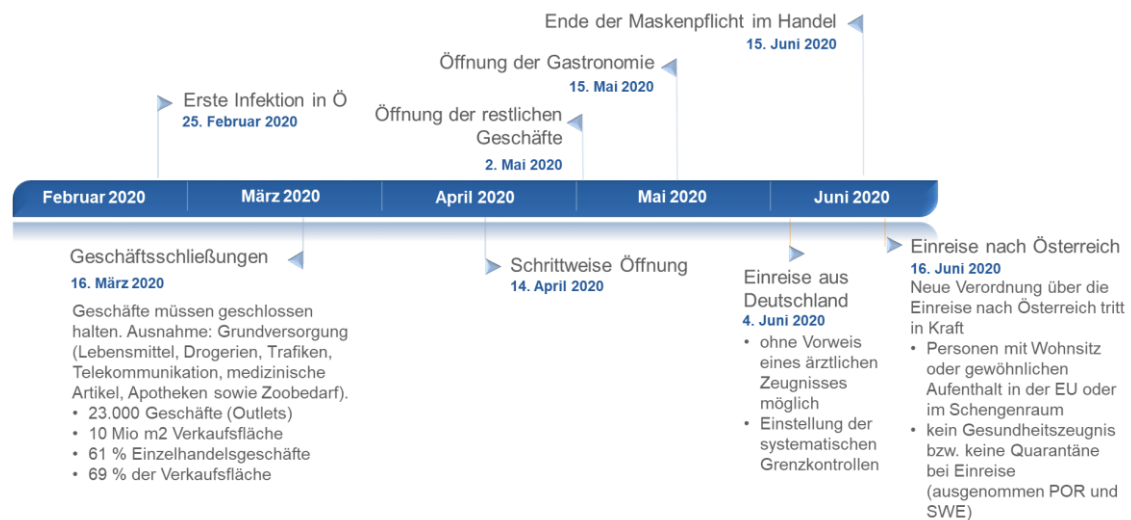 Ende der Maskenpflicht im Handel
15. Juni 2020
Öffnung der Gastronomie
15. Mai 2020
Erste Infektion in Ö
25. Februar 2020
Öffnung der restlichen
Geschäfte
2. Mai 2020
Februar 2020
März 2020
April 2020
Mai 2020
Juni 2020
Geschäftsschließungen
16. März 2020
Geschäfte müssen geschlossen
halten. Ausnahme: Grundversorgung
(Lebensmittel, Drogerien, Trafiken,
Telekommunikation, medizinische
Artikel, Apotheken sowie Zoobedarf).
• 23.000 Geschäfte (Outlets)
• 10 Mio m2 Verkaufsfläche
• 61 % Einzelhandelsgeschäfte
• 69 % der Verkaufsfläche
Schrittweise Öffnung
14. April 2020
Einreise aus
Deutschland
4. Juni 2020
• ohne Vorweis
eines ärztlichen
Zeugnisses
möglich
• Einstellung der
systematischen
Grenzkontrollen
Einreise nach Österreich
16. Juni 2020
Neue Verordnung über die
Einreise nach Österreich tritt
in Kraft
• Personen mit Wohnsitz
oder gewöhnlichen
Aufenthalt in der EU oder
im Schengenraum
• kein Gesundheitszeugnis
bzw. keine Quarantäne
bei Einreise
(ausgenommen POR und
SWE)